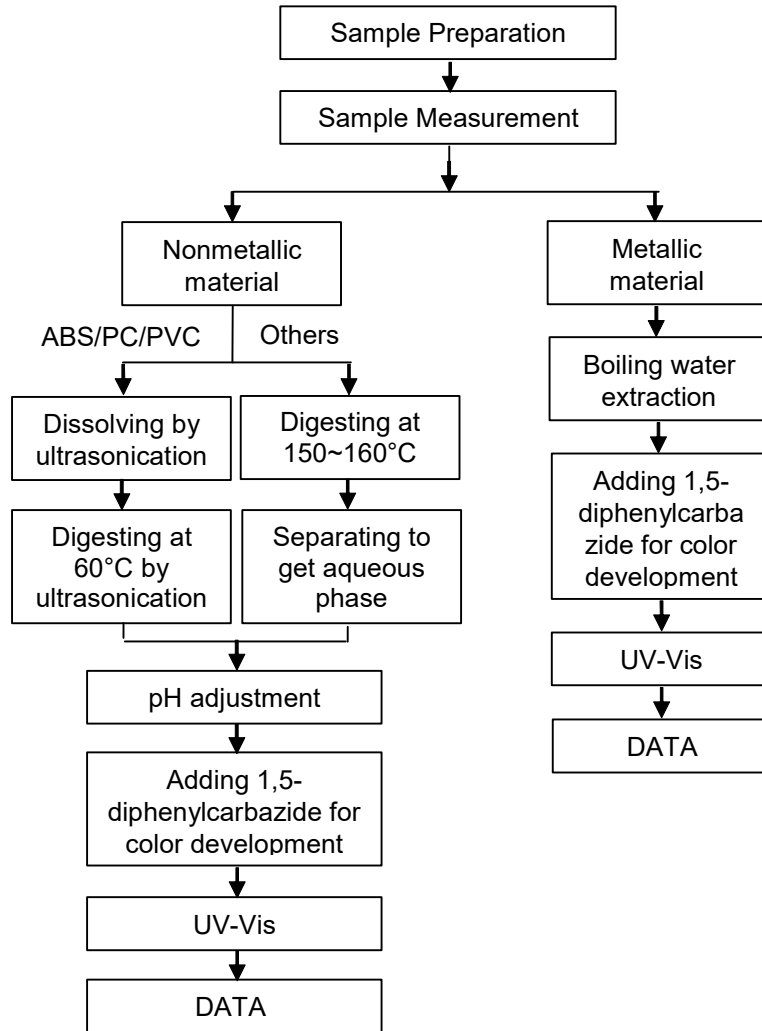 Sample Preparation
Sample Measurement
Nonmetallic
material
Metallic
material
ABS/PC/PVC
Others
Boiling water
extraction
Dissolving by
ultrasonication
Digesting at
150~160°C
Adding 1,5-
diphenylcarba
zide for color
development
Digesting at
60°C by
ultrasonication
Separating to
get aqueous
phase
UV-Vis
pH adjustment
DATA
Adding 1,5-
diphenylcarbazide for
color development
UV-Vis
DATA